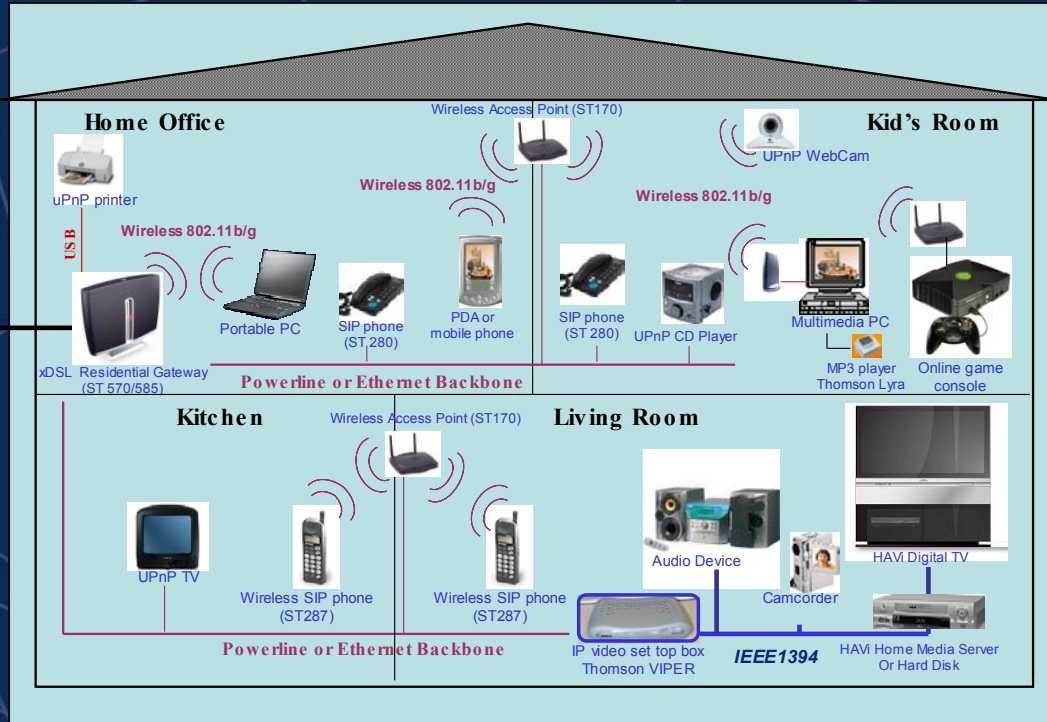 Home Office
Wireless Access Point (ST170)
Kid's Room
UPnP WebCam
uPnP printer
Wireless 802.11b/g
Wireless 802.11b/g
Wireless 802.11b/g
USB
Portable PC
SIP phone
(ST 280)
PDA or
mobile phone
SIP phone
(ST 280)
UPnP CD Player
Multimedia PC
MP3 player
Thomson Lyra
Online game
console
xDSL Residential Gateway
(ST 570/585)
Powerline or Ethernet Backbone
Kitchen
Wireless Access Point (ST170)
Living Room
UPnP TV
Wireless SIP phone
(ST287)
Wireless SIP phone
(ST287)
Audio Device
Camcorder
HAVi Digital TV
Powerline or Ethernet Backbone
IP video set top box
Thomson VIPER
IEEE1394
HAVi Home Media Server
Or Hard Disk